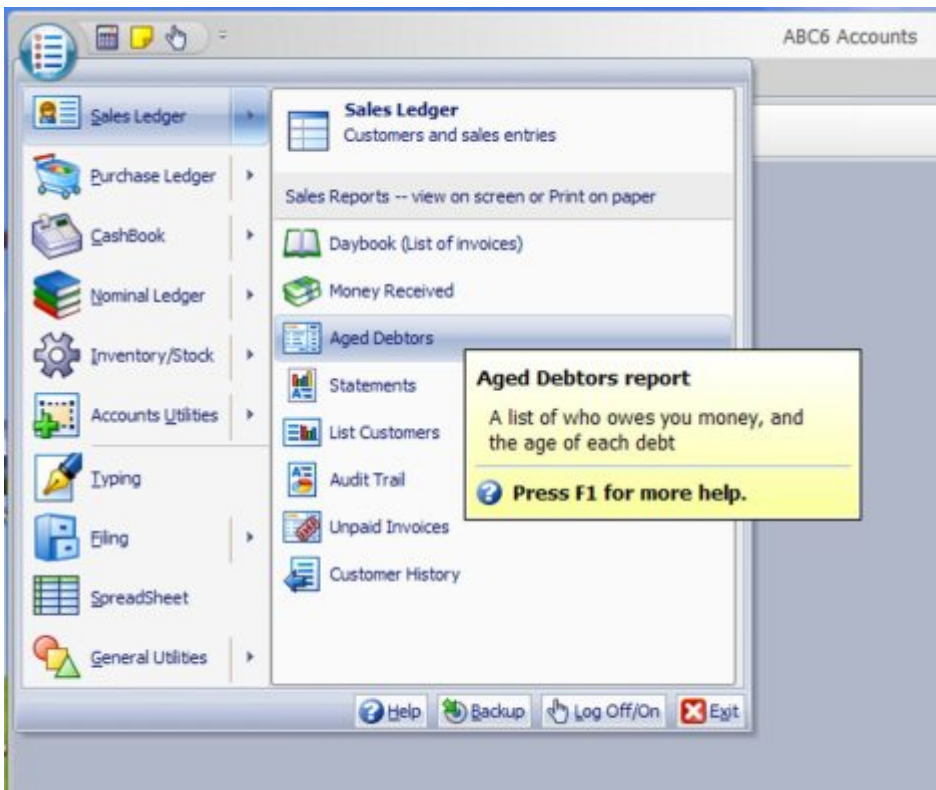 ABC6 Accounts
Sales Ledger
Purchase Ledger
CashBook
Nominal Ledger
Inventory/Stock
Accounts Utilities
Typing
Filing
SpreadSheet
General Utilities
Sales Ledger
Customers and sales entries
Sales Reports -- view on screen or Print on paper
Daybook (List of invoices)
Money Received
Aged Debtors
Statements
List Customers
Audit Trail
Unpaid Invoices
Customer History
Aged Debtors report
A list of who owes you money, and
the age of each debt
Press F1 for more help.
Help
Backup
Log Off/On
Exit